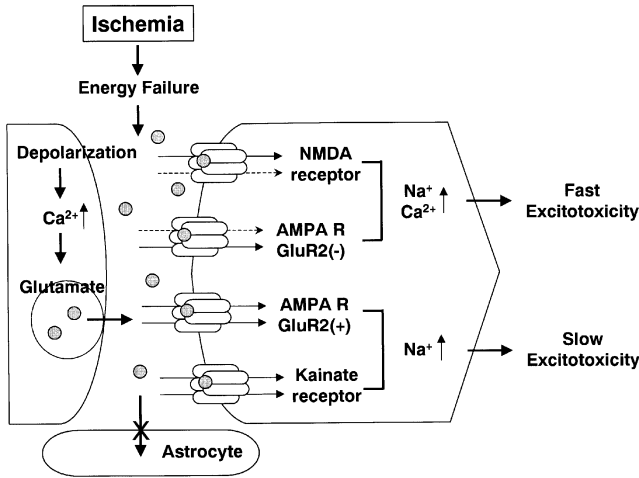 Ischemia
Energy Failure
Depolarization
Ca²⁺
Glutamate
NMDA
receptor
AMPA R
GluR2(-)
Na⁺
Ca²⁺
Fast
Excitotoxicity
AMPA R
GluR2(+)
Kainate
receptor
Na⁺
Slow
Excitotoxicity
Astrocyte